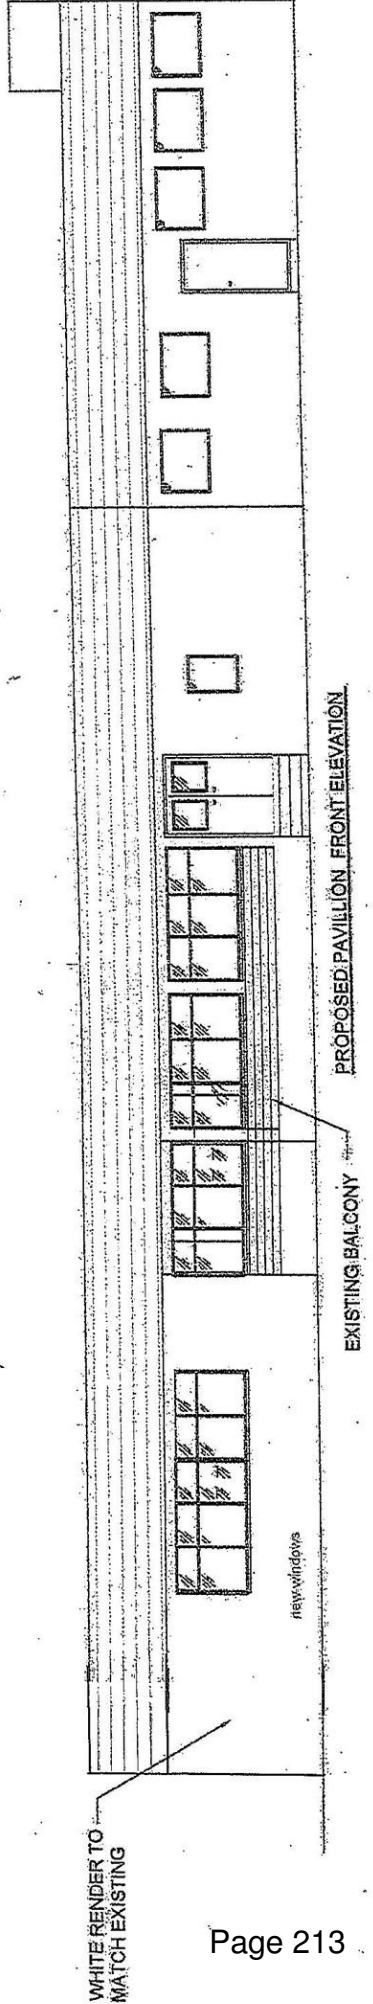 WHITE RENDER TO
MATCH EXISTING
new windows
EXISTING BALCONY
PROPOSED PAVILLION FRONT ELEVATION
Page 213